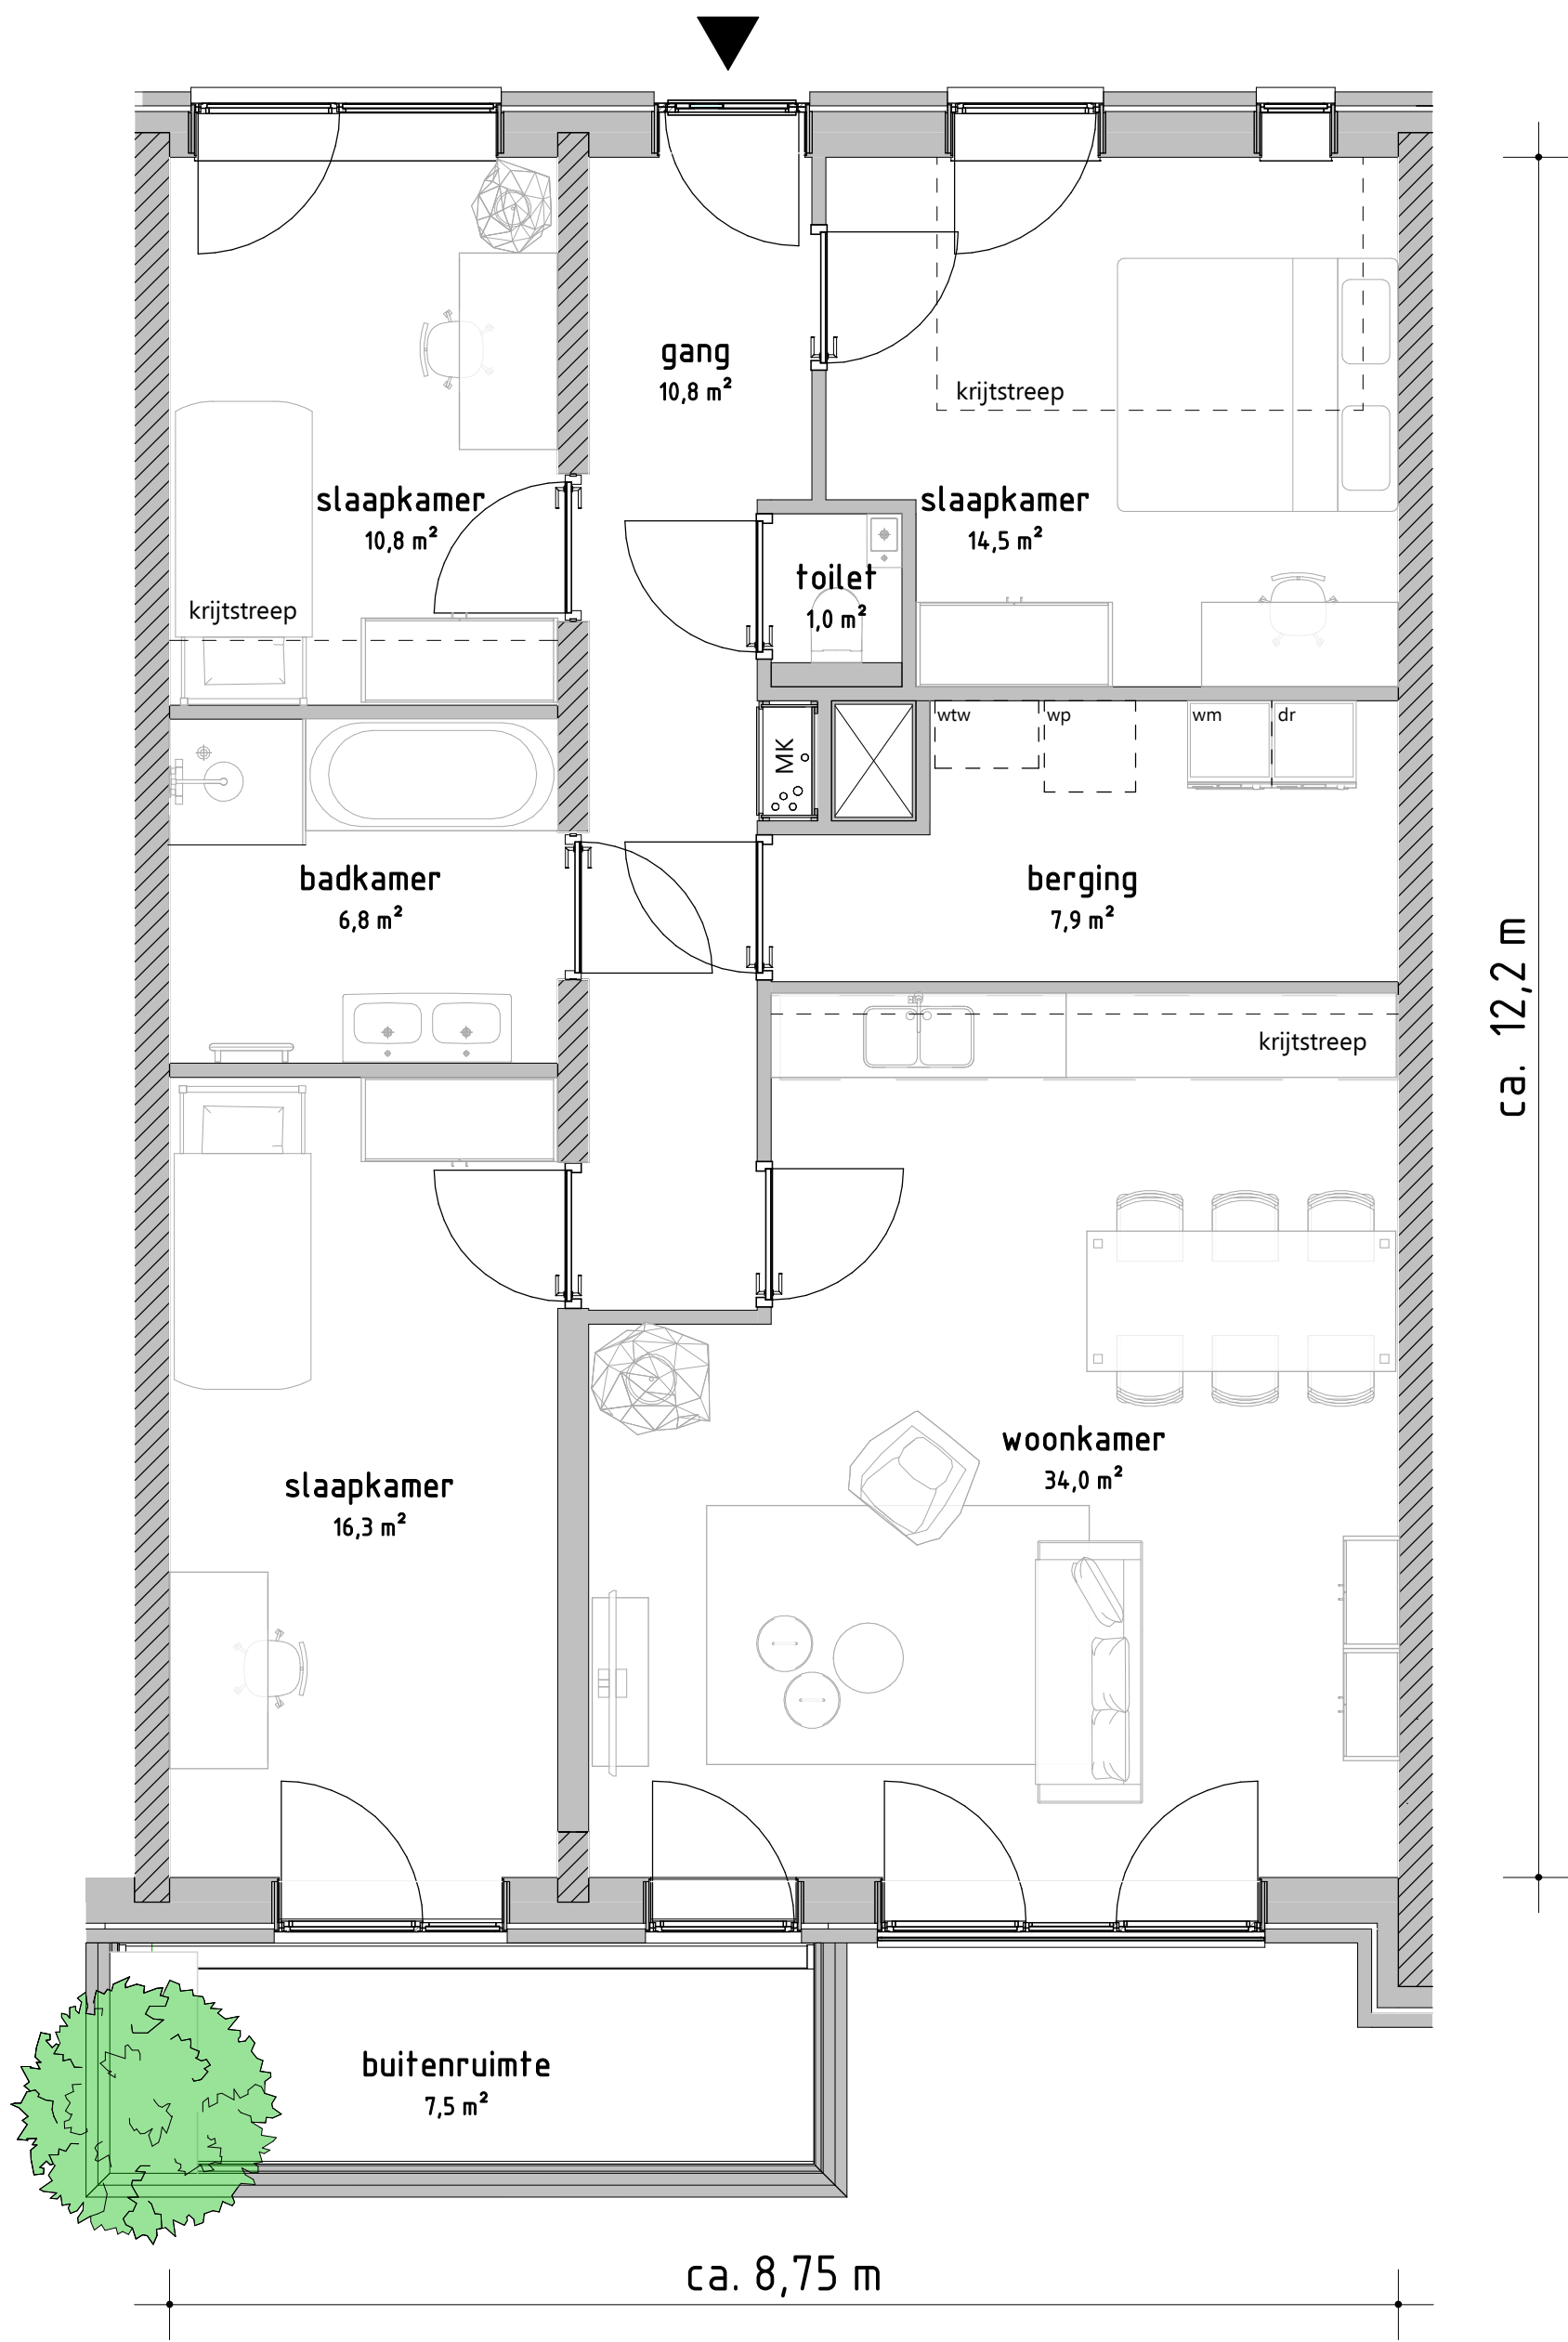 gang
10,8 m²
krijtstreep
slaapkamer
10,8 m²
slaapkamer
14,5 m²
toilet
1,0 m²
krijtstreep
MK
wtw
wp
wm
dr
badkamer
6,8 m²
berging
7,9 m²
krijtstreep
ca. 12,2 m
woonkamer
34,0 m²
slaapkamer
16,3 m²
buitenruimte
7,5 m²
ca. 8,75 m